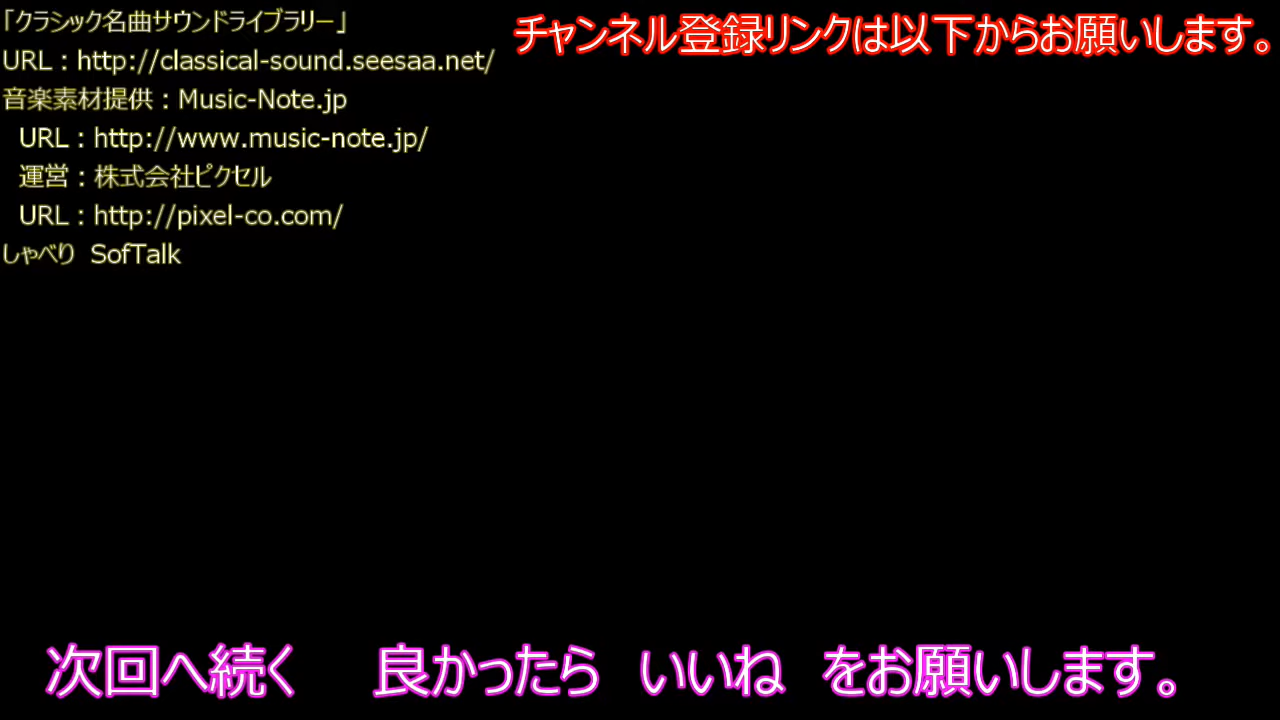 「クラシック名曲サウンドライブラリー」
URL：http://classical-sound.seesaa.net/
音楽素材提供：Music-Note.jp
URL：http://www.music-note.jp/
運営：株式会社ピクセル
URL：http://pixel-co.com/
しゃべり SofTalk
チャンネル登録リンクは以下からお願いします。
次回へ続く 良かったら いいね をお願いします。